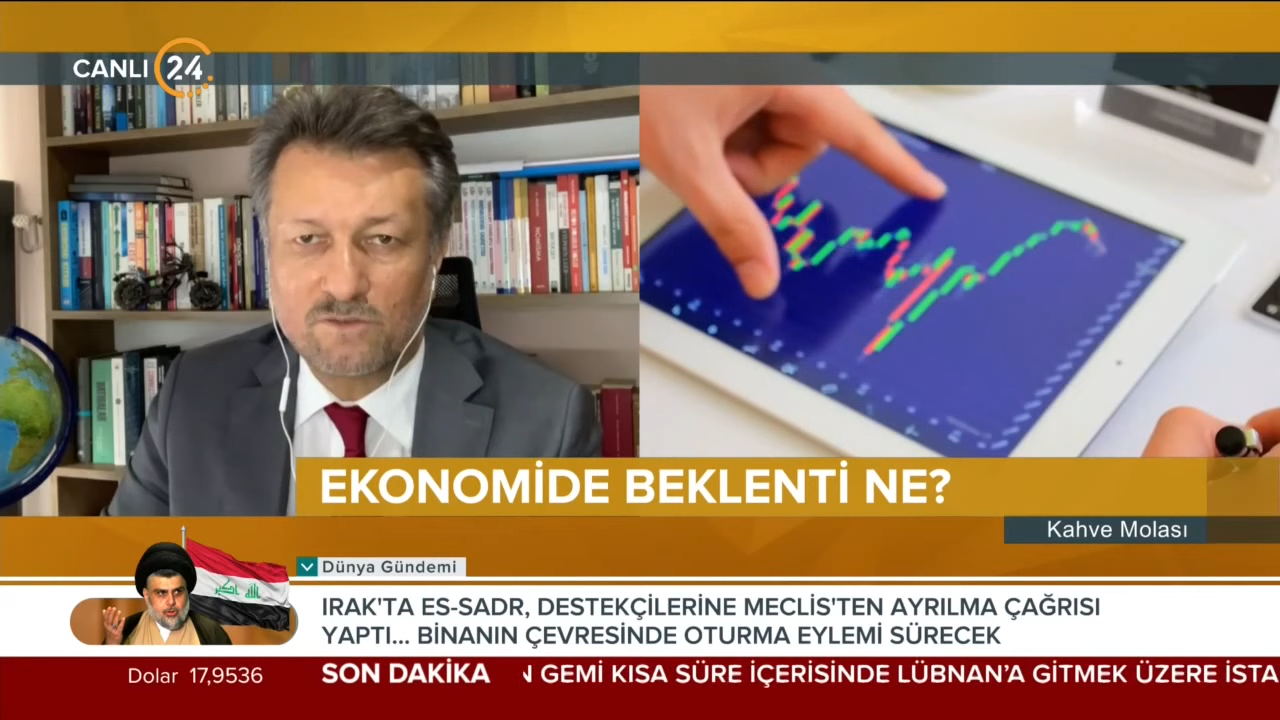 CANLI 24
EKONOMİDE BEKLENTİ NE?
Kahve Molası
Dünya Gündemi
IRAK'TA ES-SADR, DESTEKÇİLERİNE MECLİS'TEN AYRILMA ÇAĞRISI
YAPTI... BİNANIN ÇEVRESİNDE OTURMA EYLEMİ SÜRECEK
Dolar 17,9536
SON DAKİKA
N GEMİ KISA SÜRE İÇERİSİNDE LÜBNAN’A GİTMEK ÜZERE İSTA